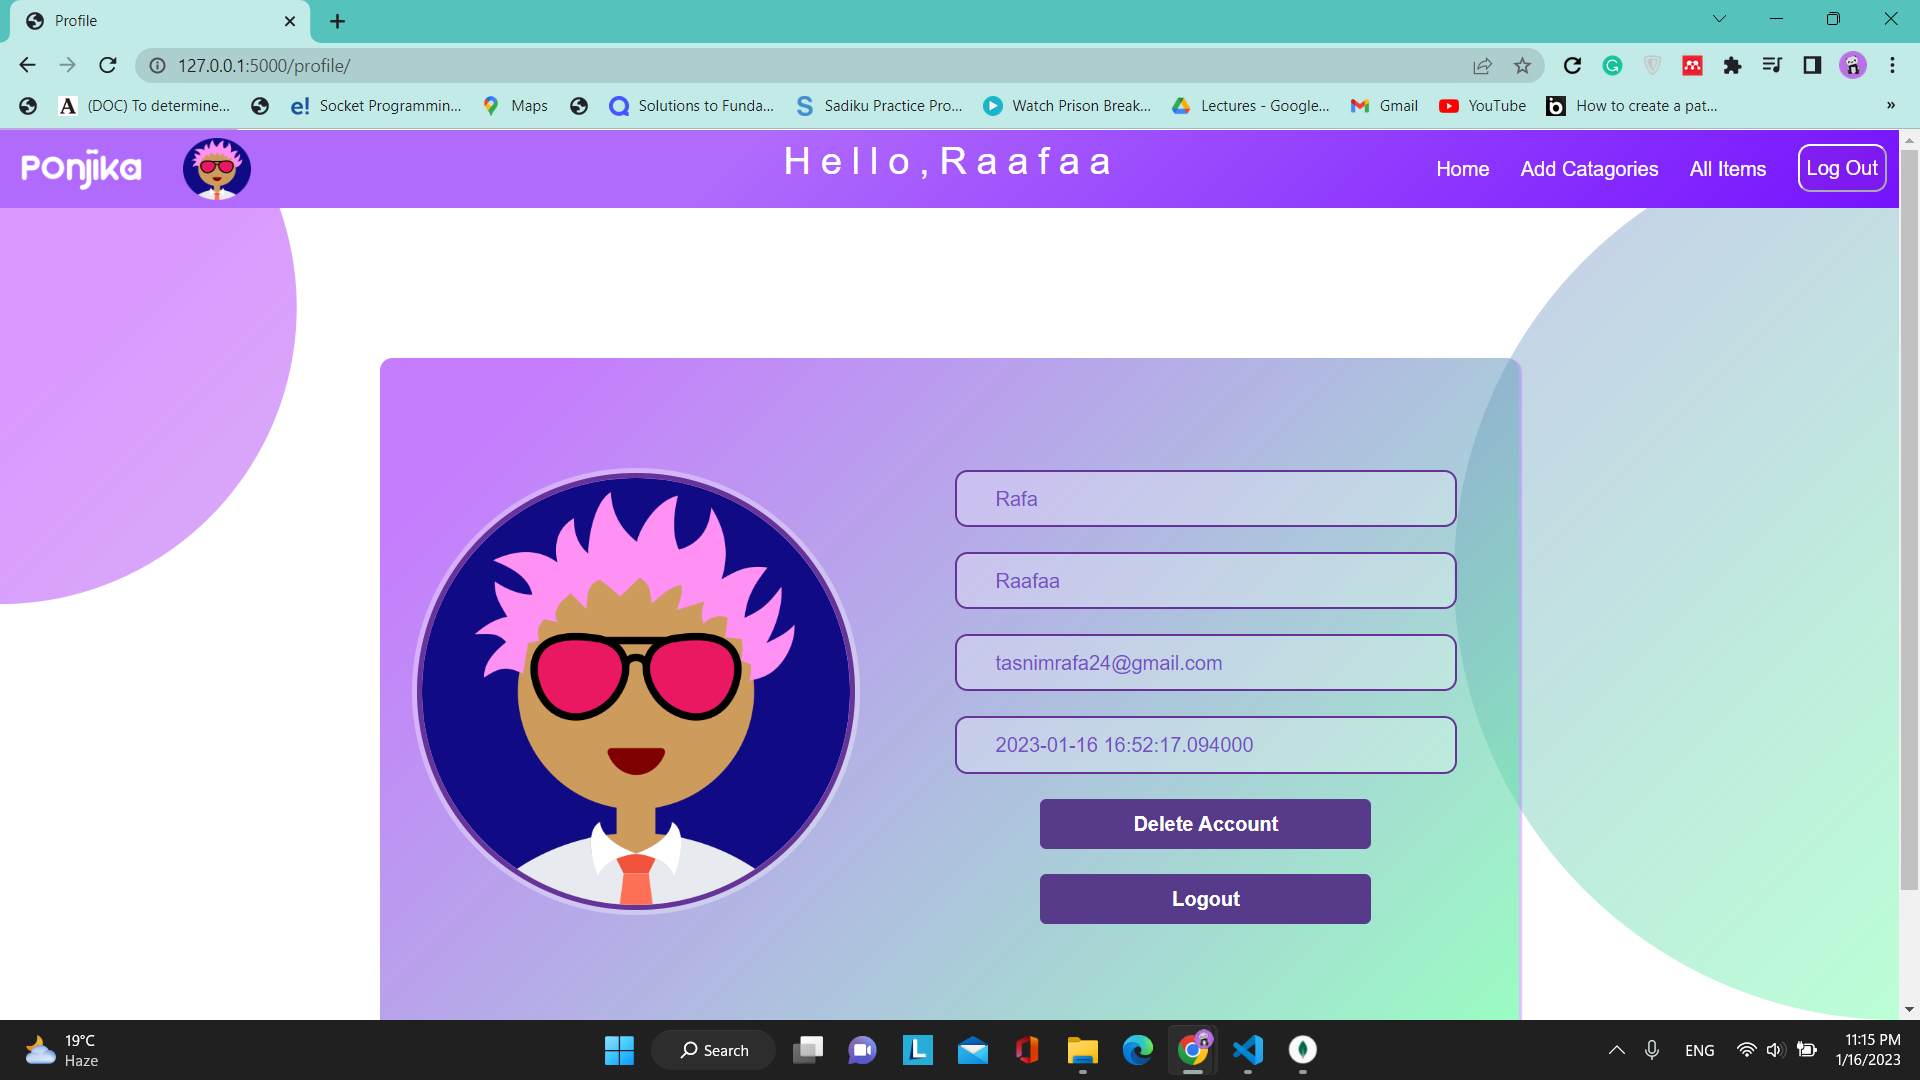 Profile
127.0.0.1:5000/profile/
(DOC) To determine...
e! Socket Programmin...
Maps
Solutions to Funda...
S Sadiku Practice Pro...
Watch Prison Break...
Lectures - Google...
Gmail
YouTube
How to create a pat...
»
Ponjika
Hello,Raafaa
Home
Add Catagories
All Items
Log Out
Rafa
Raafaa
tasnimrafa24@gmail.com
2023-01-16 16:52:17.094000
Delete Account
Logout
19°C
Haze
Search
L
ENG
11:15 PM
1/16/2023